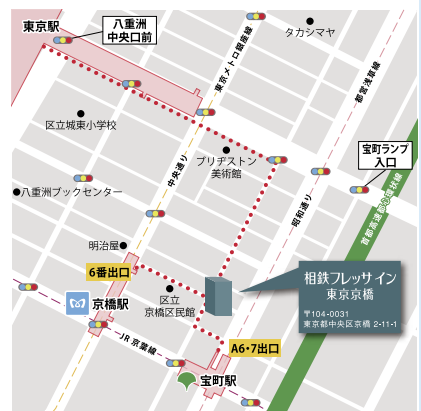 東京駅
八重洲
中央口前
タカシマヤ
東京メトロ銀座線
都営浅草線
区立城東小学校
ブリヂストン
美術館
宝町ランプ
入口
中央通り
八重洲ブックセンター
昭和通り
首都高速都心環状線
明治屋
6番出口
相鉄フレッサイン
東京京橋
〒104-0031
東京都中央区京橋 2-11-1
区立
京橋区民館
京橋駅
A6・7出口
JR 京葉線
宝町駅